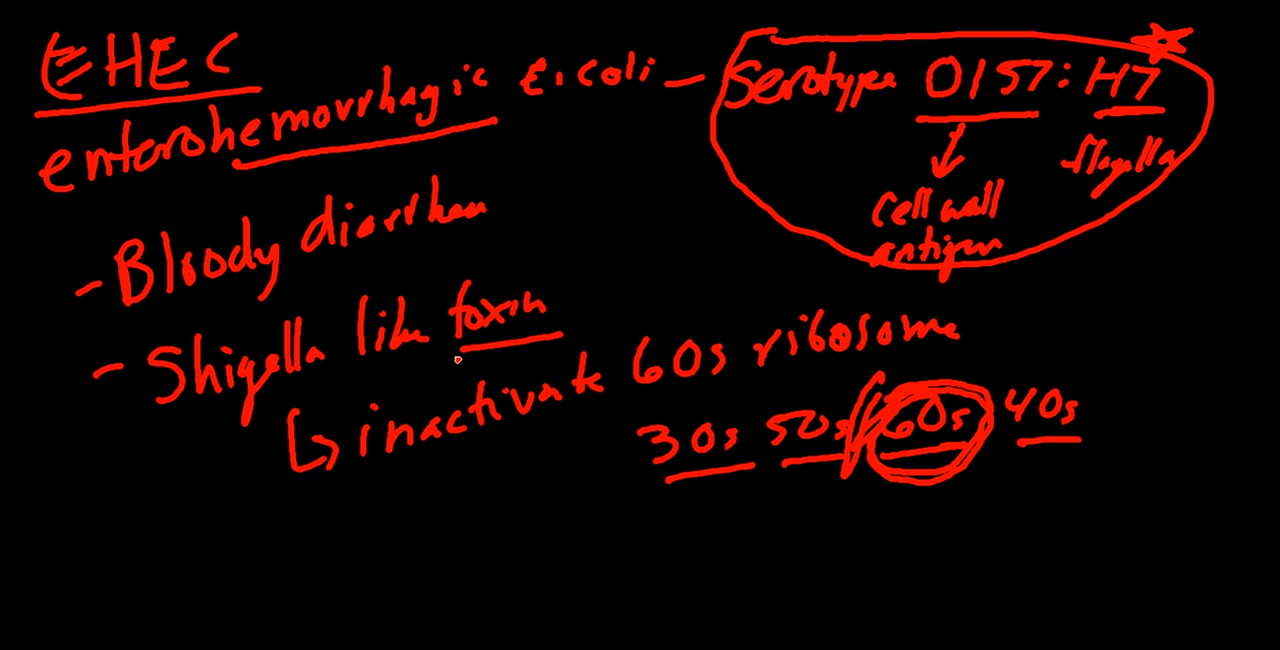 EHEC
enterohemorrhagic E. coli - Serotype O157: H7
flagella
cell wall
antigen
- Bloody diarrhea
- Shigella like toxin
inactivate 60s ribosome
30s 50s 60s 40s